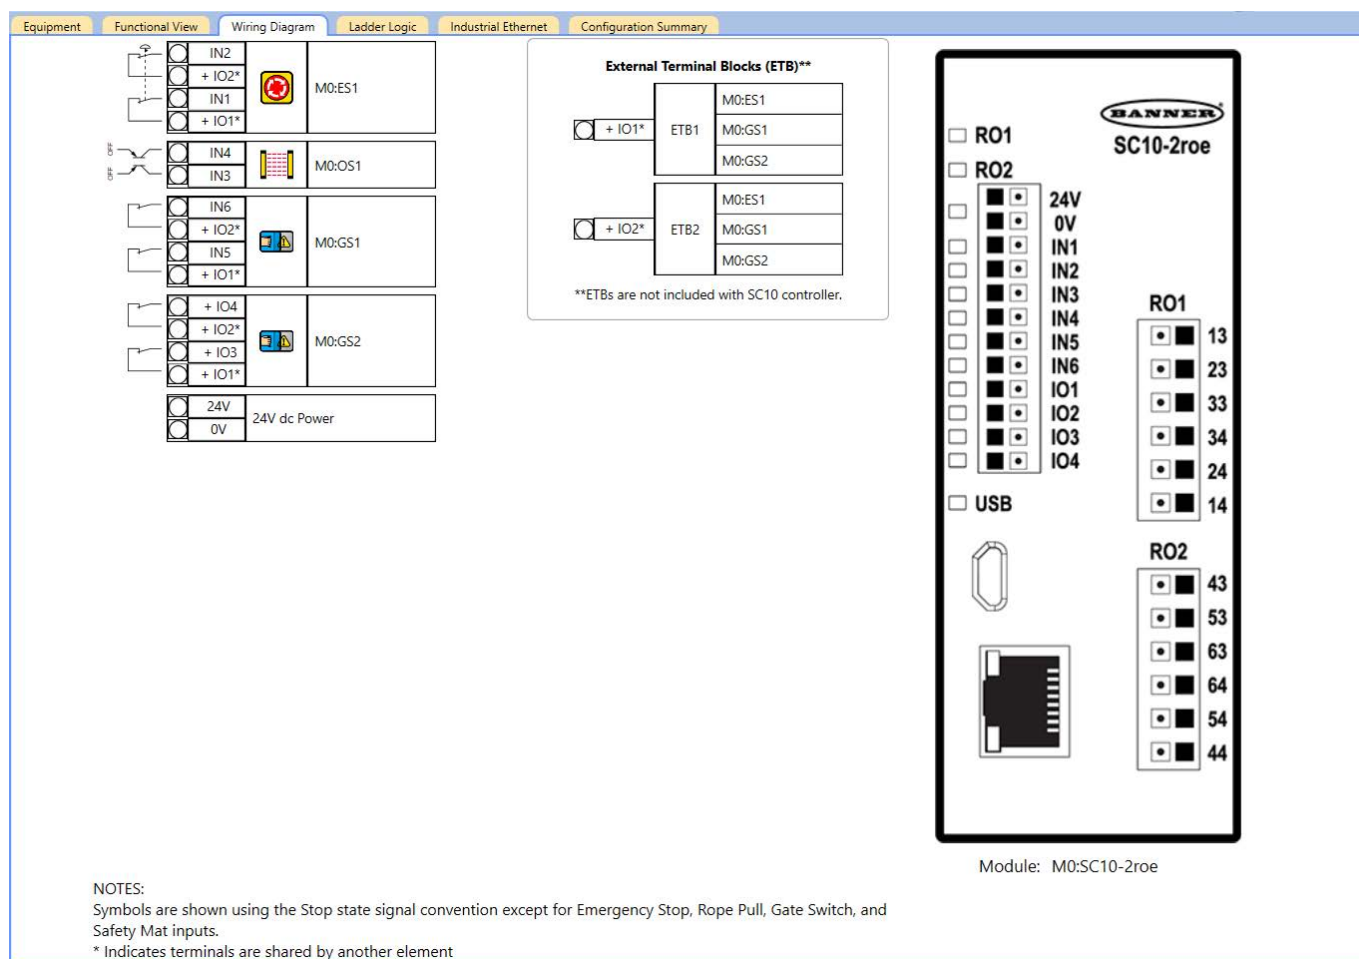 Equipment
Functional View
Wiring Diagram
Ladder Logic
Industrial Ethernet
Configuration Summary
IN2
+ IO2*
IN1
+ IO1*
M0:ES1
OFF
OFF
IN4
IN3
M0:OS1
IN6
+ IO2*
IN5
+ IO1*
M0:GS1
+ IO4
+ IO2*
+ IO3
+ IO1*
M0:GS2
24V
0V
24V dc Power
External Terminal Blocks (ETB)**
+ IO1*
ETB1
M0:ES1
M0:GS1
M0:GS2
+ IO2*
ETB2
M0:ES1
M0:GS1
M0:GS2
**ETBs are not included with SC10 controller.
BANNER
SC10-2roe
RO1
RO2
24V
0V
IN1
IN2
IN3
IN4
IN5
IN6
IO1
IO2
IO3
IO4
USB
RO1
13
23
33
34
24
14
RO2
43
53
63
64
54
44
Module: M0:SC10-2roe
NOTES:
Symbols are shown using the Stop state signal convention except for Emergency Stop, Rope Pull, Gate Switch, and
Safety Mat inputs.
* Indicates terminals are shared by another element